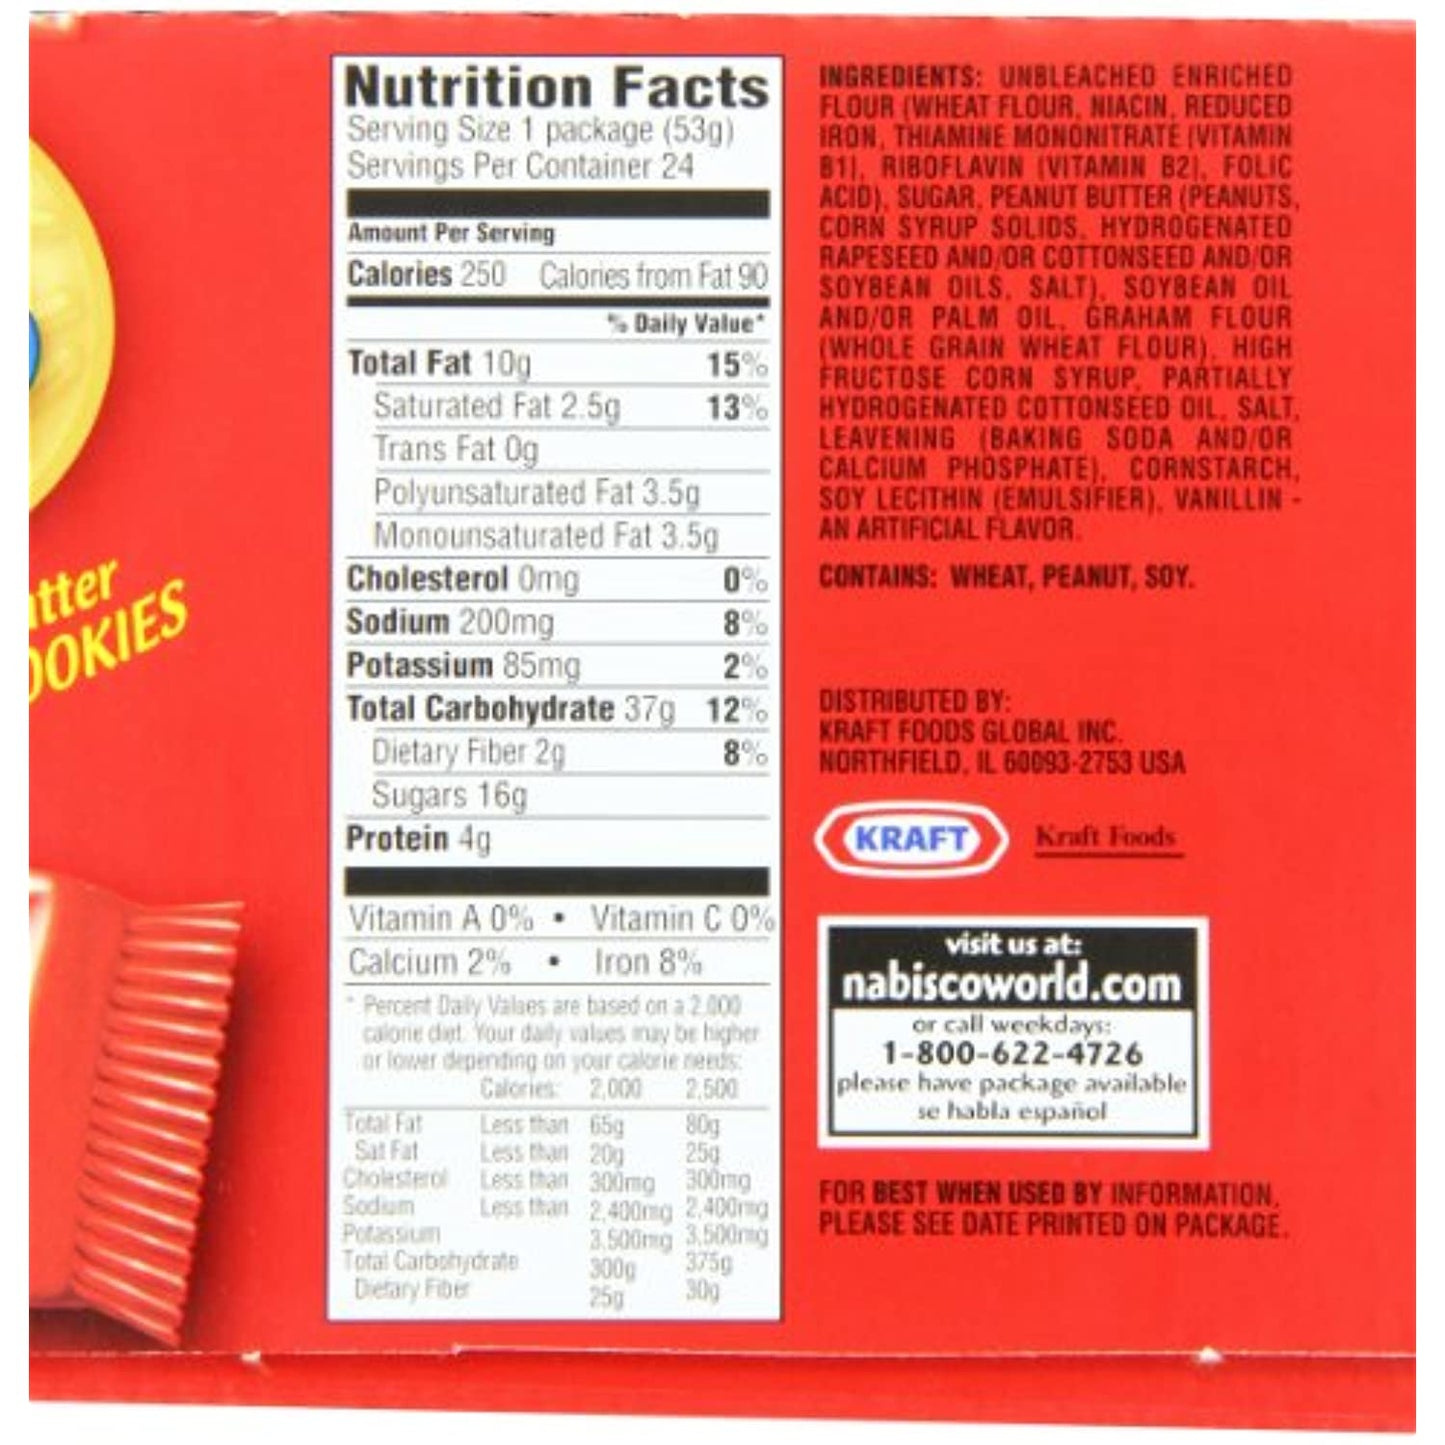 utter
OOKIES
Nutrition Facts
Serving Size 1 package (53g)
Servings Per Container 24
Amount Per Serving
Calories 250 Calories from Fat 90
% Daily Value*
Total Fat 10g 15%
Saturated Fat 2.5g 13%
Trans Fat 0g
Polyunsaturated Fat 3.5g
Monounsaturated Fat 3.5g
Cholesterol 0mg 0%
Sodium 200mg 8%
Potassium 85mg 2%
Total Carbohydrate 37g 12%
Dietary Fiber 2g 8%
Sugars 16g
Protein 4g
Vitamin A 0% • Vitamin C 0%
Calcium 2% • Iron 8%
* Percent Daily Values are based on a 2,000
calorie diet. Your daily values may be higher
or lower depending on your calorie needs:
Calories: 2,000 2,500
Total Fat Less than 65g 80g
Sat Fat Less than 20g 25g
Cholesterol Less than 300mg 300mg
Sodium Less than 2,400mg 2,400mg
Potassium 3,500mg 3,500mg
Total Carbohydrate 300g 375g
Dietary Fiber 25g 30g
INGREDIENTS: UNBLEACHED ENRICHED
FLOUR (WHEAT FLOUR, NIACIN, REDUCED
IRON, THIAMINE MONONITRATE (VITAMIN
B1), RIBOFLAVIN (VITAMIN B2), FOLIC
ACID), SUGAR, PEANUT BUTTER (PEANUTS,
CORN SYRUP SOLIDS, HYDROGENATED
RAPESEED AND/OR COTTONSEED AND/OR
SOYBEAN OILS, SALT), SOYBEAN OIL
AND/OR PALM OIL, GRAHAM FLOUR
(WHOLE GRAIN WHEAT FLOUR), HIGH
FRUCTOSE CORN SYRUP, PARTIALLY
HYDROGENATED COTTONSEED OIL, SALT,
LEAVENING (BAKING SODA AND/OR
CALCIUM PHOSPHATE), CORNSTARCH,
SOY LECITHIN (EMULSIFIER), VANILLIN -
AN ARTIFICIAL FLAVOR.
CONTAINS: WHEAT, PEANUT, SOY.
DISTRIBUTED BY:
KRAFT FOODS GLOBAL INC.
NORTHFIELD, IL 60093-2753 USA
KRAFT Kraft Foods
visit us at:
nabiscoworld.com
or call weekdays:
1-800-622-4726
please have package available
se habla español
FOR BEST WHEN USED BY INFORMATION,
PLEASE SEE DATE PRINTED ON PACKAGE.